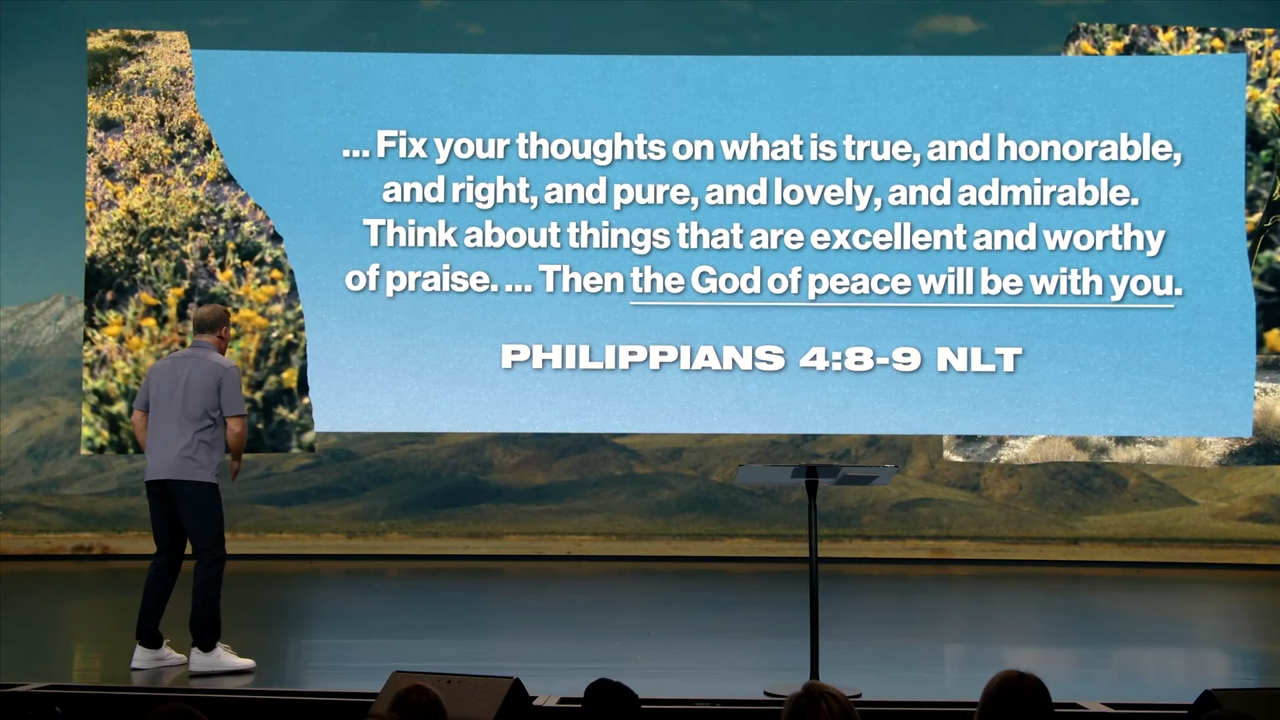 ... Fix your thoughts on what is true, and honorable,
and right, and pure, and lovely, and admirable.
Think about things that are excellent and worthy
of praise. ... Then the God of peace will be with you.
PHILIPPIANS 4:8-9 NLT